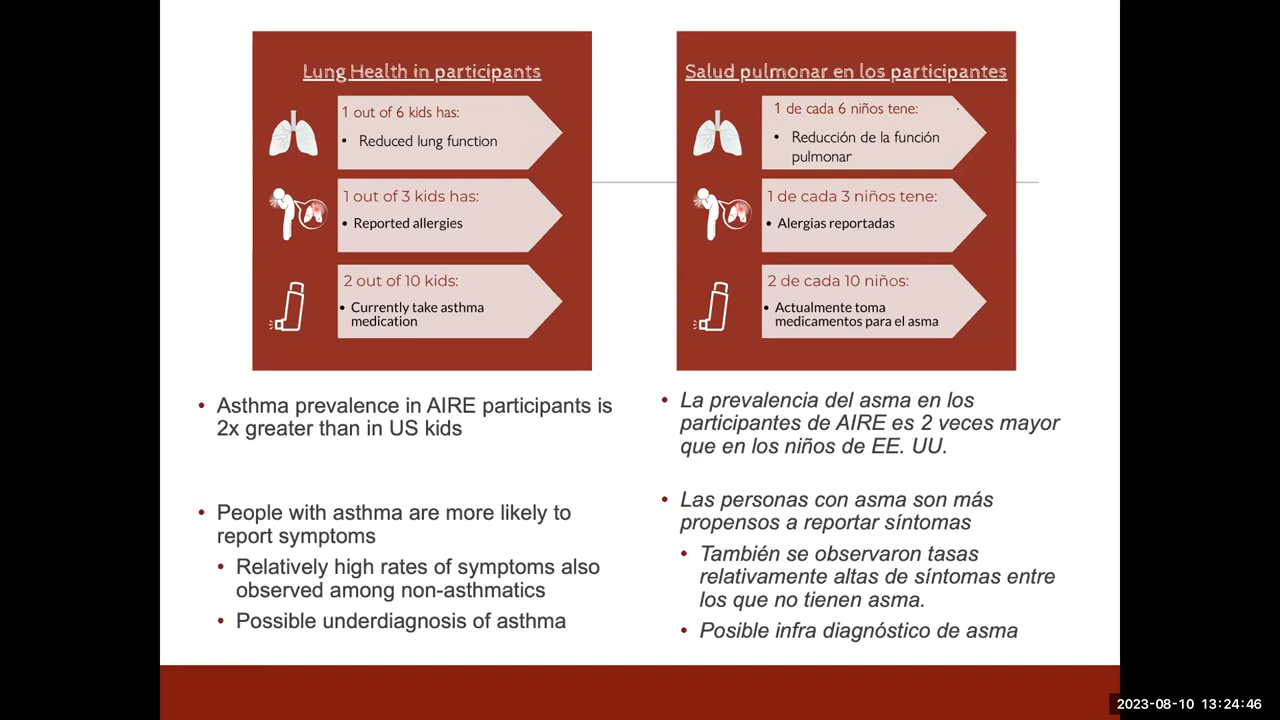 Lung Health in participants
1 out of 6 kids has:
• Reduced lung function
1 out of 3 kids has:
• Reported allergies
2 out of 10 kids:
• Currently take asthma
medication
Salud pulmonar en los participantes
1 de cada 6 niños tene:
• Reducción de la función
pulmonar
1 de cada 3 niños tene:
• Alergias reportadas
2 de cada 10 niños:
• Actualmente toma
medicamentos para el asma
• Asthma prevalence in AIRE participants is
2x greater than in US kids
• People with asthma are more likely to
report symptoms
• Relatively high rates of symptoms also
observed among non-asthmatics
• Possible underdiagnosis of asthma
• La prevalencia del asma en los
participantes de AIRE es 2 veces mayor
que en los niños de EE. UU.
• Las personas con asma son más
propensos a reportar síntomas
• También se observaron tasas
relativamente altas de síntomas entre
los que no tienen asma.
• Posible infra diagnóstico de asma
2023-08-10 13:24:46